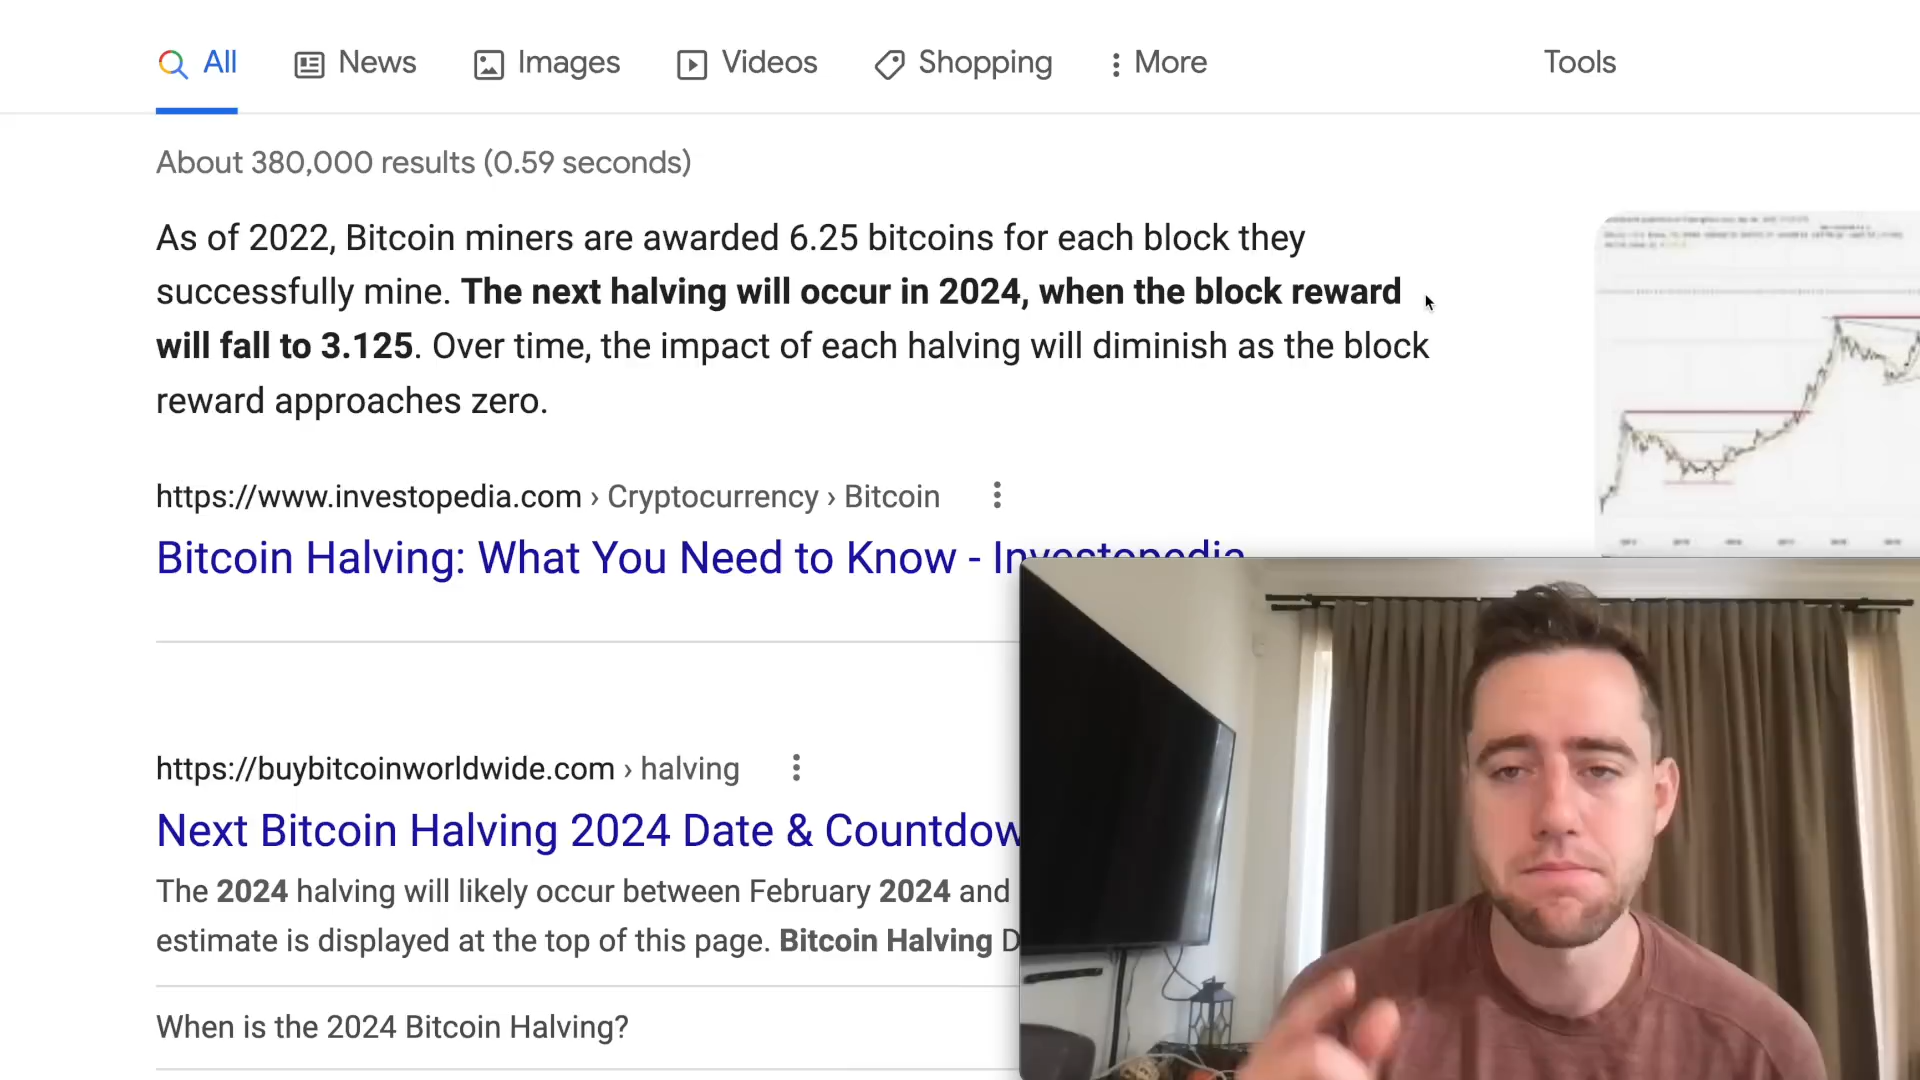 All News Images Videos Shopping More Tools
About 380,000 results (0.59 seconds)
As of 2022, Bitcoin miners are awarded 6.25 bitcoins for each block they
successfully mine. The next halving will occur in 2024, when the block reward
will fall to 3.125. Over time, the impact of each halving will diminish as the block
reward approaches zero.
https://www.investopedia.com › Cryptocurrency › Bitcoin
Bitcoin Halving: What You Need to Know - Investopedia
https://buybitcoinworldwide.com › halving
Next Bitcoin Halving 2024 Date &
The 2024 halving will likely occur between February 2024 and
estimate is displayed at the top of this page. Bitcoin Halving
When is the 2024 Bitcoin Halving?